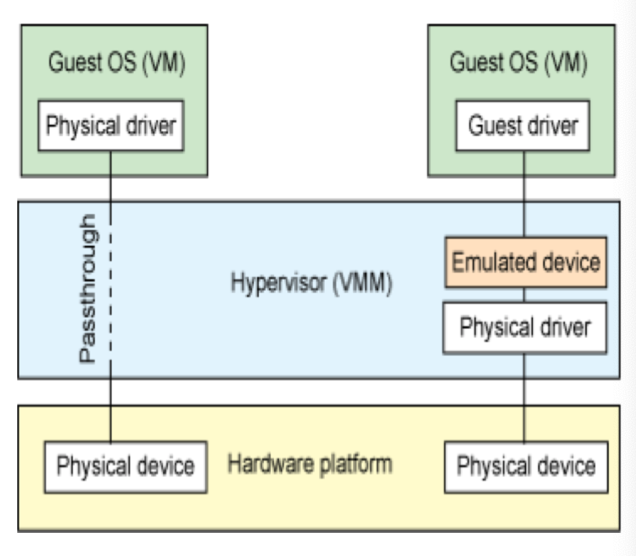 Guest OS (VM)
Physical driver
Guest OS (VM)
Guest driver
Passthrough
Hypervisor (VMM)
Emulated device
Physical driver
Physical device
Hardware platform
Physical device